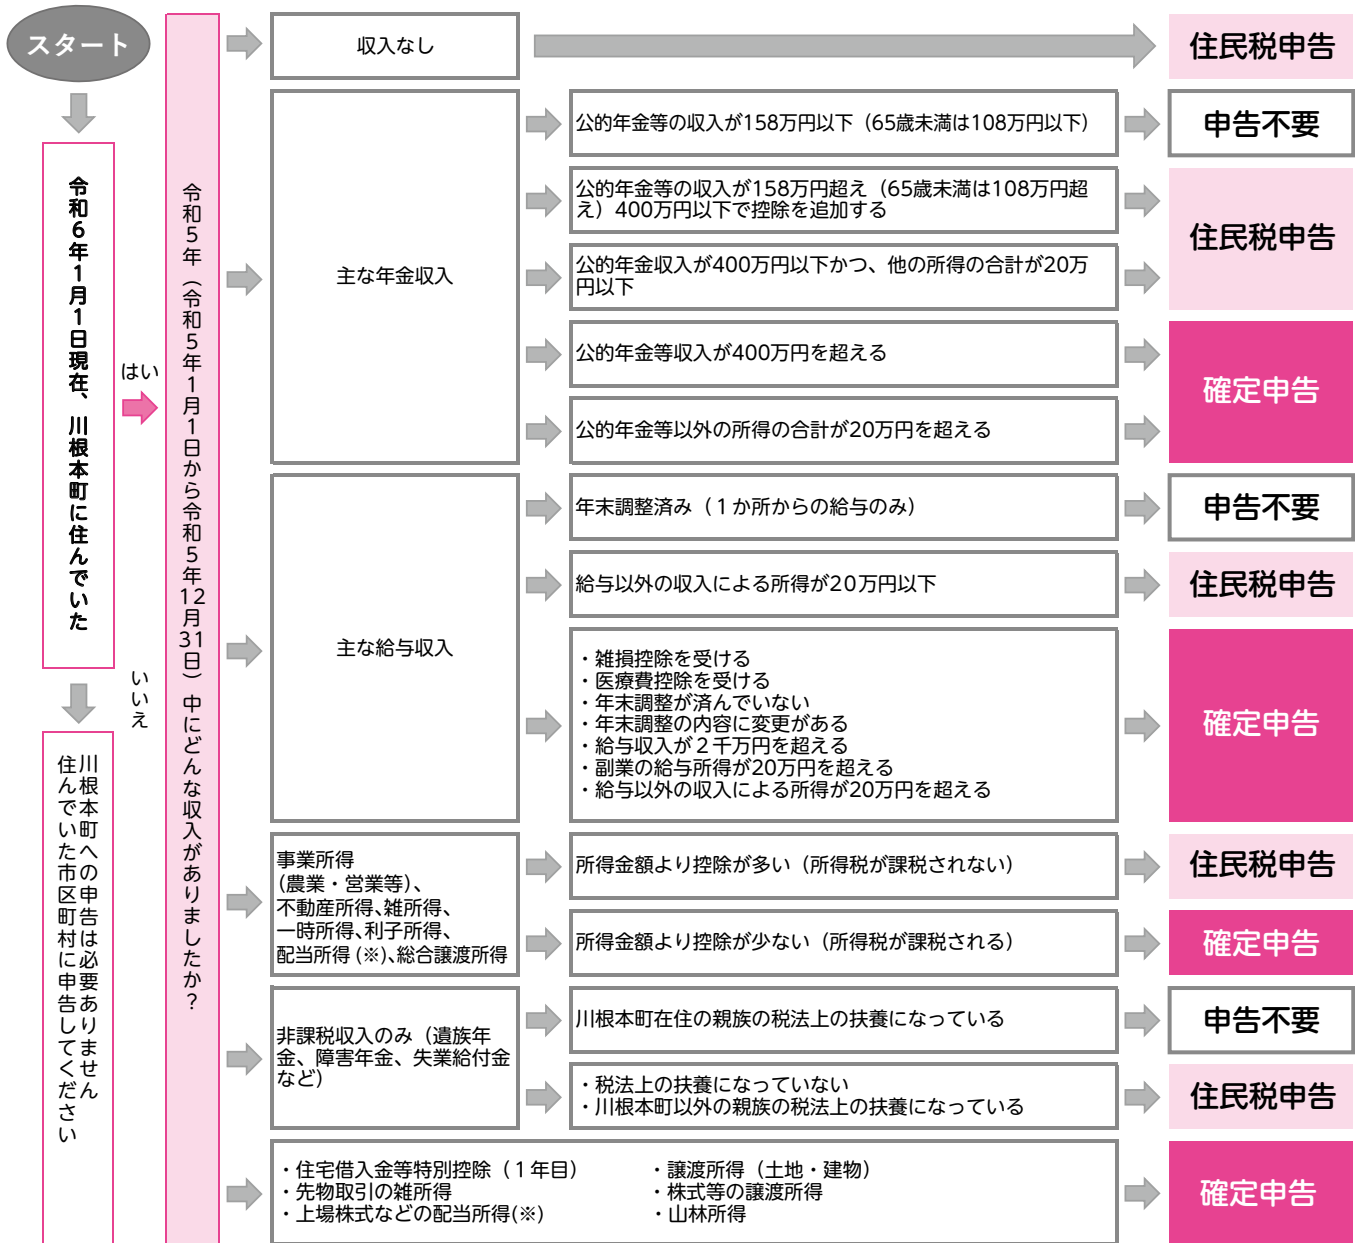 スタート
令和６年１月１日現在、川根本町に住んでいた
はい
いいえ
川根本町への申告は必要ありません
住んでいた市区町村に申告してください
令和５年（令和５年１月１日から令和５年12月31日）中にどんな収入がありましたか？
収入なし
住民税申告
主な年金収入
公的年金等の収入が158万円以下（65歳未満は108万円以下）
申告不要
公的年金等の収入が158万円超え（65歳未満は108万円超
え）400万円以下で控除を追加する
公的年金収入が400万円以下かつ、他の所得の合計が20万
円以下
住民税申告
公的年金等収入が400万円を超える
公的年金等以外の所得の合計が20万円を超える
確定申告
主な給与収入
年末調整済み（１か所からの給与のみ）
申告不要
給与以外の収入による所得が20万円以下
住民税申告
・雑損控除を受ける
・医療費控除を受ける
・年末調整が済んでいない
・年末調整の内容に変更がある
・給与収入が２千万円を超える
・副業の給与所得が20万円を超える
・給与以外の収入による所得が20万円を超える
確定申告
事業所得
(農業・営業等)、
不動産所得、雑所得、
一時所得、利子所得、
配当所得(※)、総合譲渡所得
所得金額より控除が多い（所得税が課税されない）
住民税申告
所得金額より控除が少ない（所得税が課税される）
確定申告
非課税収入のみ（遺族年
金、障害年金、失業給付金
など）
川根本町在住の親族の税法上の扶養になっている
申告不要
・税法上の扶養になっていない
・川根本町以外の親族の税法上の扶養になっている
住民税申告
・住宅借入金等特別控除（１年目）
・先物取引の雑所得
・上場株式などの配当所得(※)
・譲渡所得（土地・建物）
・株式等の譲渡所得
・山林所得
確定申告